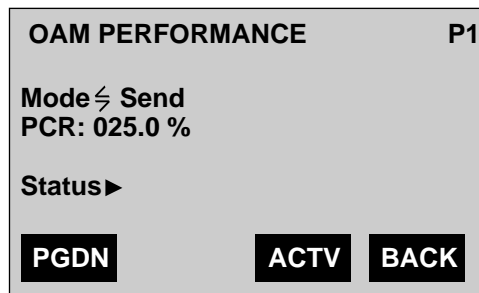 OAM PERFORMANCE P1
Mode⇋ Send
PCR: 025.0 %
Status►
PGDN ACTV BACK